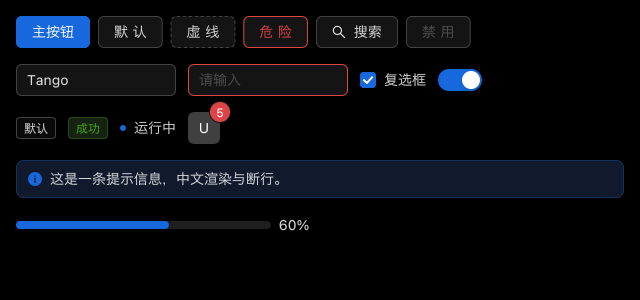 主按钮 默认 虚线 危险 搜索 禁用
Tango 请输入 复选框
默认 成功 运行中 U 5
这是一条提示信息，中文渲染与断行。
60%